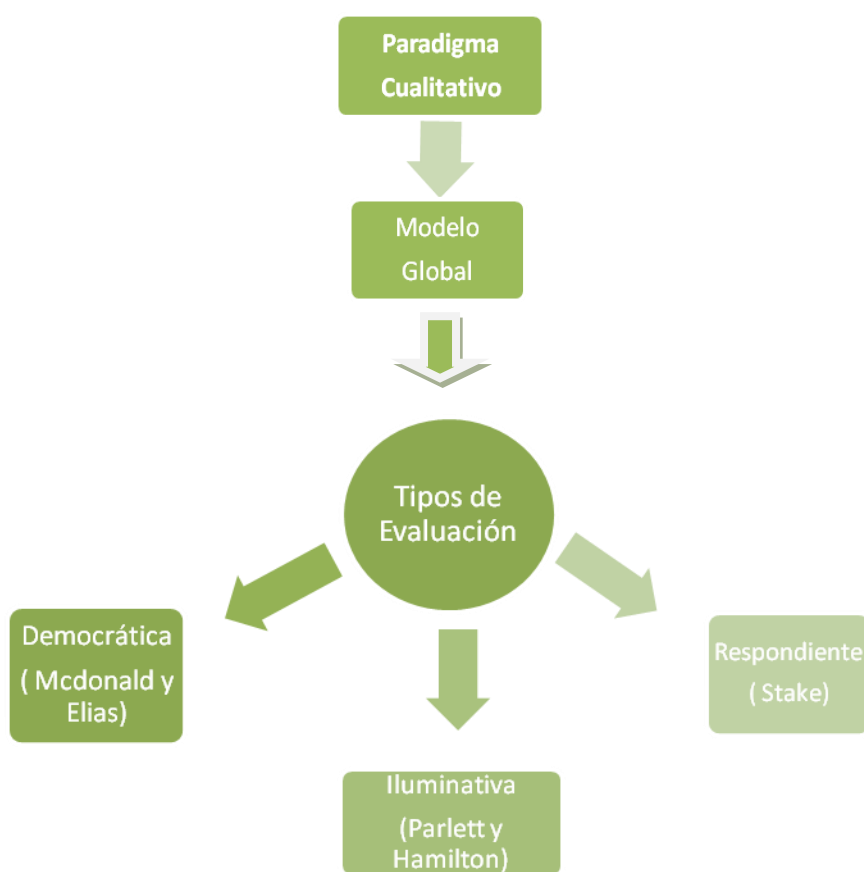 Paradigma
Cualitativo
Modelo
Global
Tipos de
Evaluación
Democrática
( Mcdonald y
Elias)
Respondiente
( Stake)
Iluminativa
(Parlett y
Hamilton)